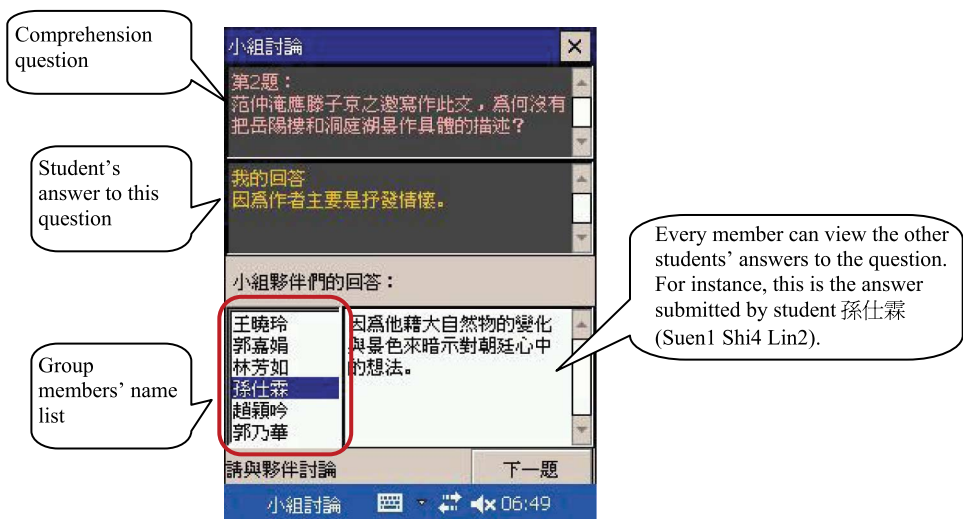 Comprehension
question
小組討論
第2題：
范仲淹應滕子京之邀寫作此文，爲何沒有
把岳陽樓和洞庭湖景作具體的描述？
Student's
answer to this
question
我的回答
因爲作者主要是抒發情懷。
Every member can view the other
students' answers to the question.
For instance, this is the answer
submitted by student 孫仕霖
(Suen1 Shi4 Lin2).
小組夥伴們的回答：
Group
members' name
list
王曉玲
郭嘉娟
林芳如
孫仕霖
趙穎吟
郭乃華
因爲他藉大自然物的變化
與景色來暗示對朝廷心中
的想法。
請與夥伴討論
下一題
小組討論
06:49